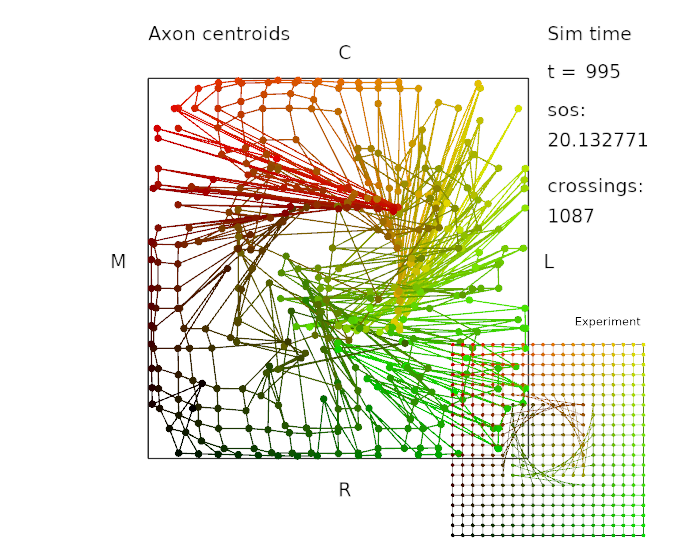 Axon centroids
C
Sim time
t = 995
sos:
20.132771
crossings:
1087
M
L
Experiment
R